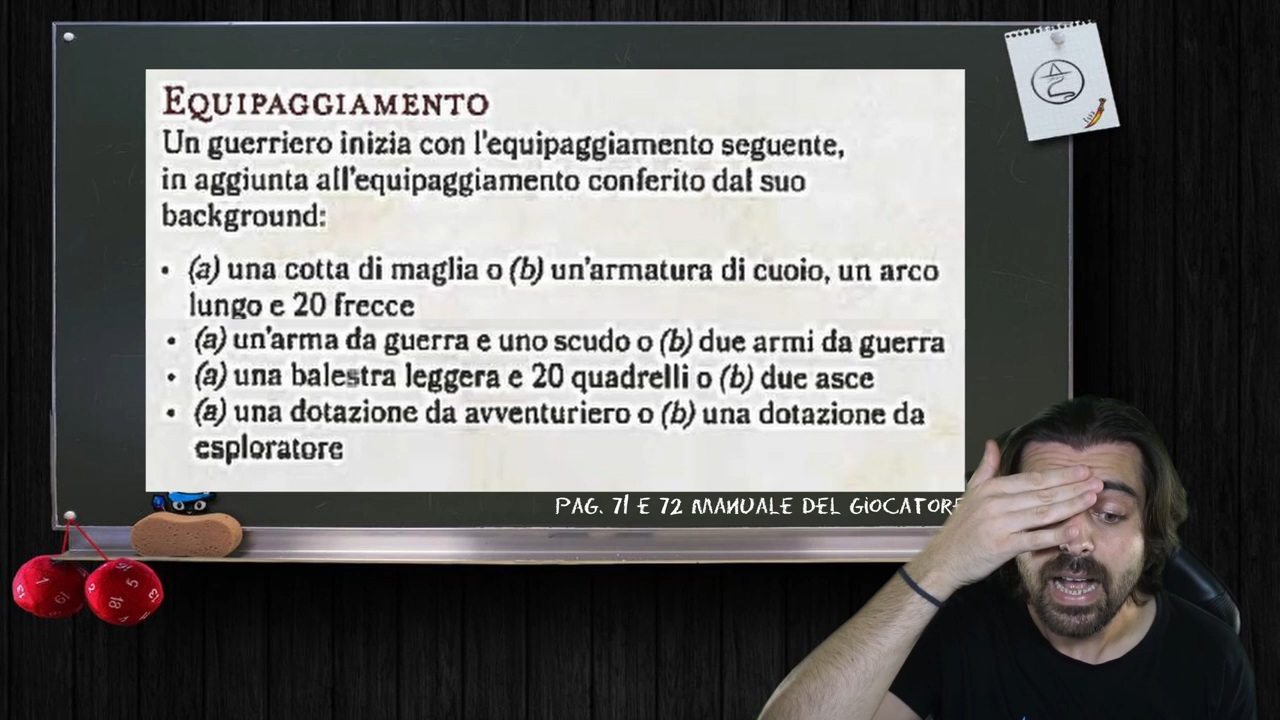 EQUIPAGGIAMENTO
Un guerriero inizia con l'equipaggiamento seguente,
in aggiunta all'equipaggiamento conferito dal suo
background:
• (a) una cotta di maglia o (b) un'armatura di cuoio, un arco
lungo e 20 frecce
• (a) un'arma da guerra e uno scudo o (b) due armi da guerra
• (a) una balestra leggera e 20 quadrelli o (b) due asce
• (a) una dotazione da avventuriero o (b) una dotazione da
esploratore
PAG. 71 E 72 MANUALE DEL GIOCATORE